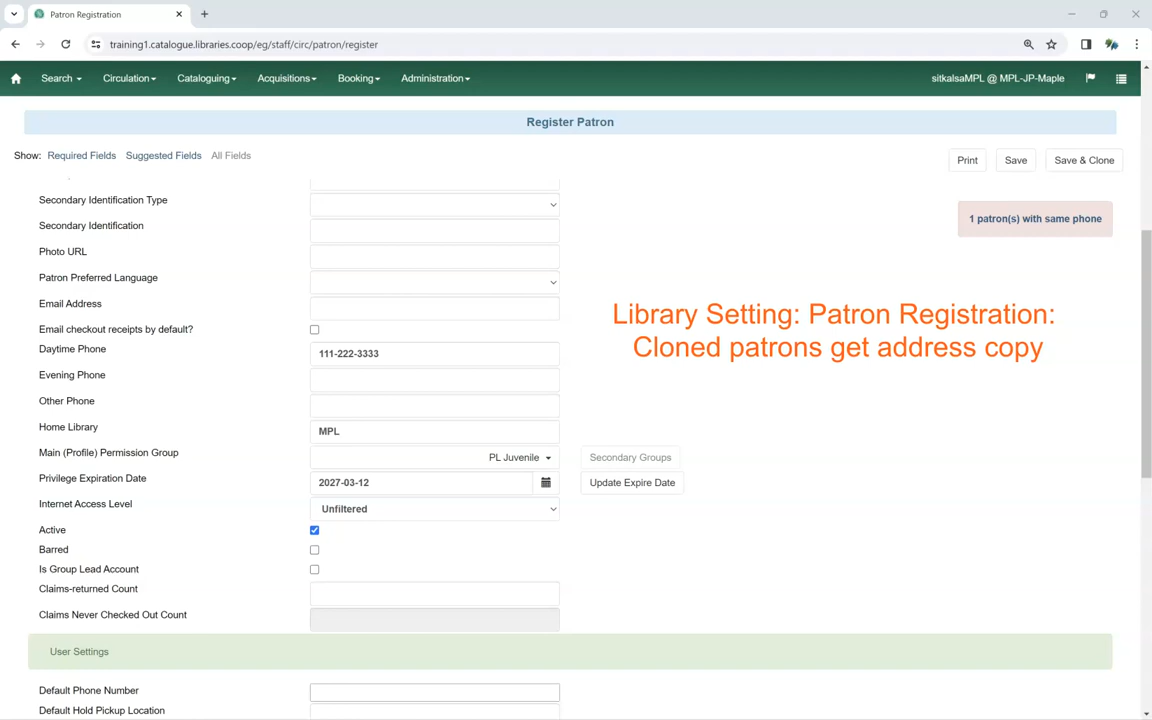 Patron Registration
training1.catalogue.libraries.coop/eg/staff/circ/patron/register
Search Circulation Cataloguing Acquisitions Booking Administration sitkalsaMPL @ MPL-JP-Maple
Register Patron
Show: Required Fields Suggested Fields All Fields Print Save Save & Clone
Secondary Identification Type
1 patron(s) with same phone
Secondary Identification
Photo URL
Patron Preferred Language
Email Address
Library Setting: Patron Registration:
Cloned patrons get address copy
Email checkout receipts by default?
Daytime Phone 111-222-3333
Evening Phone
Other Phone
Home Library MPL
Main (Profile) Permission Group PL Juvenile Secondary Groups
Privilege Expiration Date 2027-03-12 Update Expire Date
Internet Access Level Unfiltered
Active
Barred
Is Group Lead Account
Claims-returned Count
Claims Never Checked Out Count
User Settings
Default Phone Number
Default Hold Pickup Location